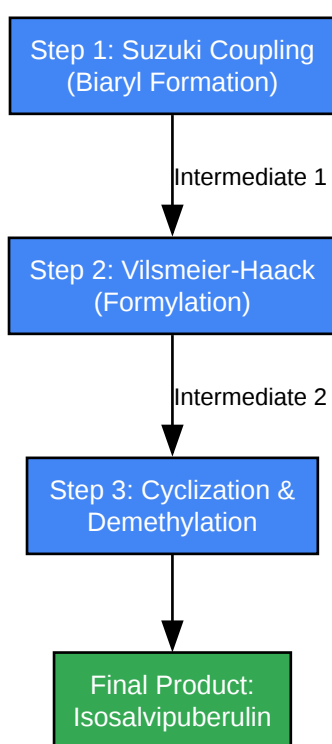 Step 1: Suzuki Coupling
(Biaryl Formation)
Intermediate 1
Step 2: Vilsmeier-Haack
(Formylation)
Intermediate 2
Step 3: Cyclization &
Demethylation
Final Product:
Isosalvipuberulin